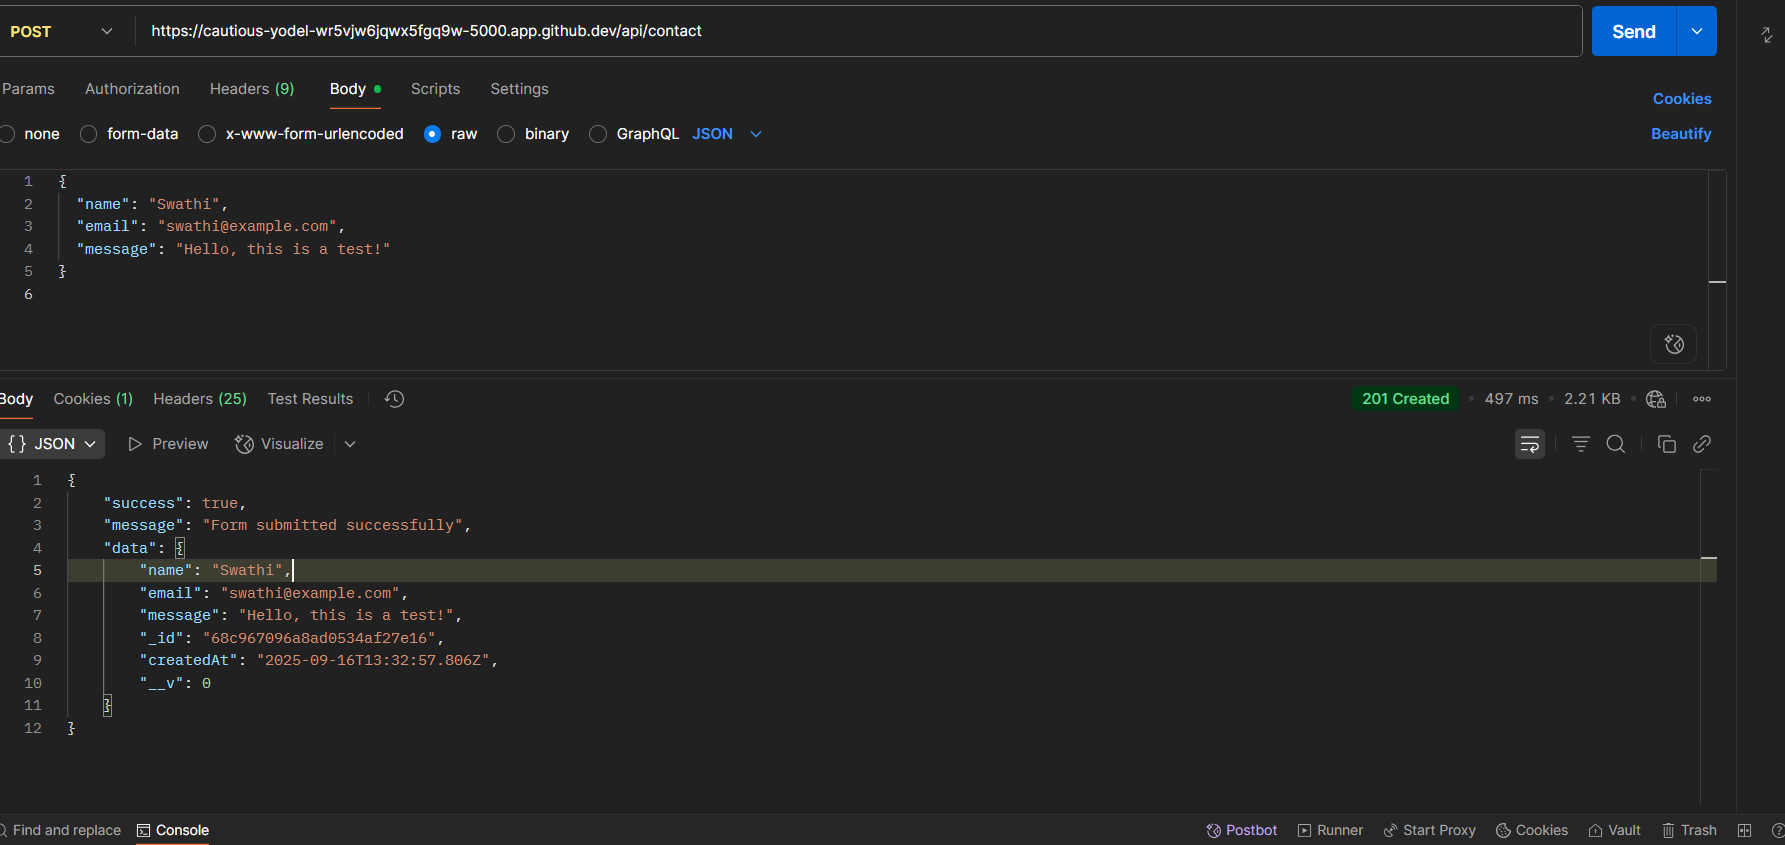 POST https://cautious-yodel-wr5vjw6jqwx5fgq9w-5000.app.github.dev/api/contact Send
Params Authorization Headers (9) Body Scripts Settings Cookies
none form-data x-www-form-urlencoded raw binary GraphQL JSON Beautify
1 {
2 "name": "Swathi",
3 "email": "swathi@example.com",
4 "message": "Hello, this is a test!"
5 }
6
Body Cookies (1) Headers (25) Test Results 201 Created • 497 ms • 2.21 KB •
{} JSON Preview Visualize
1 {
2 "success": true,
3 "message": "Form submitted successfully",
4 "data": {
5 "name": "Swathi",
6 "email": "swathi@example.com",
7 "message": "Hello, this is a test!",
8 "_id": "68c967096a8ad0534af27e16",
9 "createdAt": "2025-09-16T13:32:57.806Z",
10 "__v": 0
11 }
12 }
Find and replace Console Postbot Runner Start Proxy Cookies Vault Trash